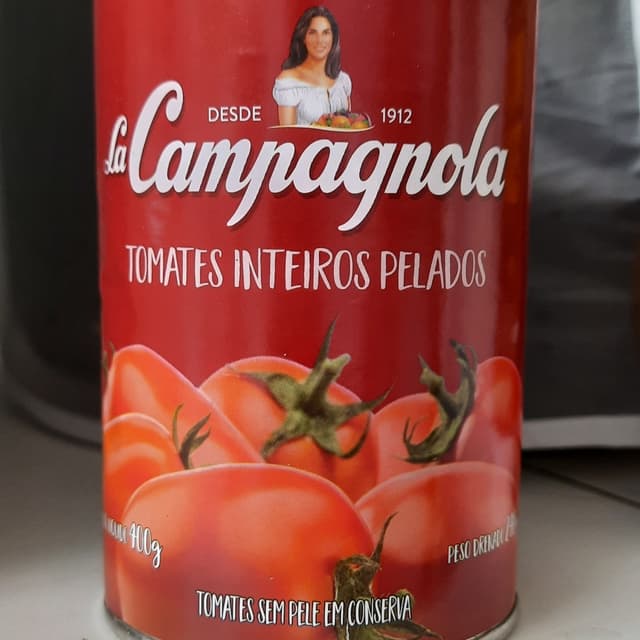 DESDE 1912
La Campagnola
TOMATES INTEIROS PELADOS
400g
PESO DRENADO
TOMATES SEM PELE EM CONSERVA